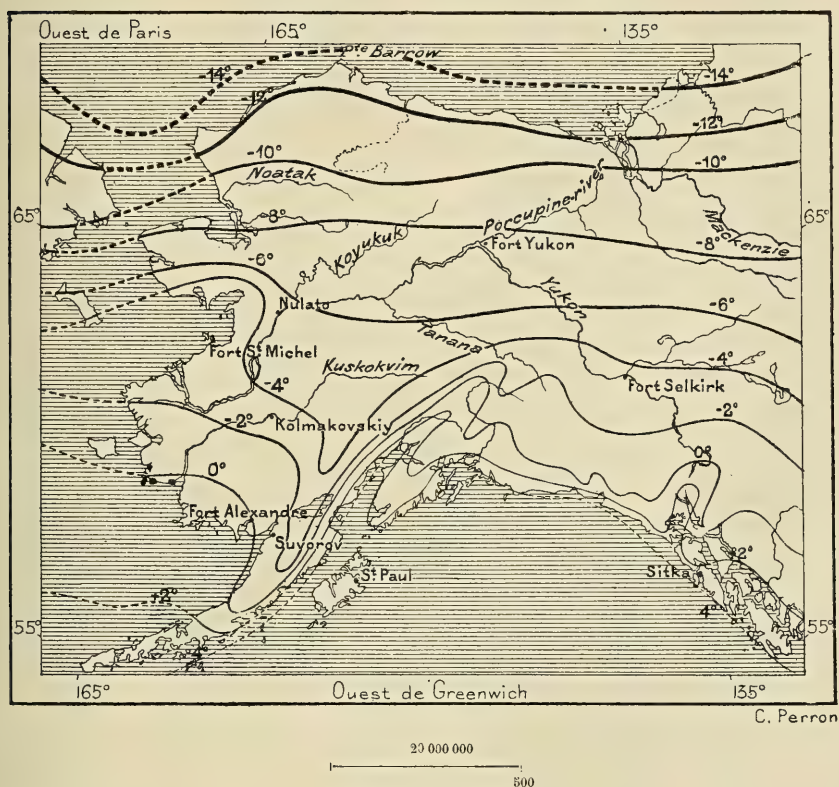 Ouest de Paris
165°
135°
Pte Barrow
-14°
-14°
-12°
-12°
-10°
-10°
Noatak
65°
65°
-8°
Porcupine-river
Mackenzie
-8°
Koyukuk
Fort Yukon
-6°
Yukon
Nulato
-6°
Tanana
Fort St Michel
-4°
Kuskokvim
-4°
Fort Selkirk
-2°
Kolmakovskiy
-2°
0°
0°
Fort Alexandre
Suvorov
+2°
St Paul
Sitka
+2°
4°
55°
55°
+4°
165°
Ouest de Greenwich
135°
C. Perron
20 000 000
500